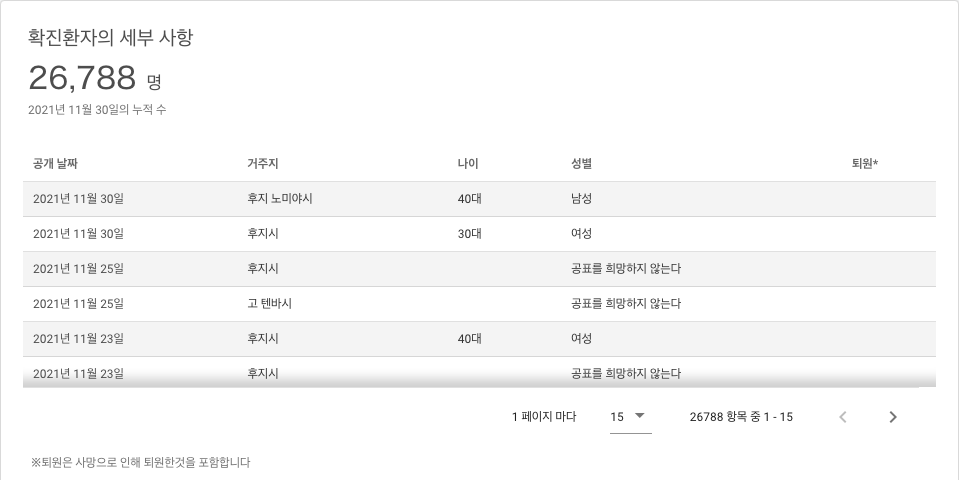 확진환자의 세부 사항
26,788 명
2021년 11월 30일의 누적 수
공개 날짜 거주지 나이 성별 퇴원*
2021년 11월 30일 후지 노미야시 40대 남성
2021년 11월 30일 후지시 30대 여성
2021년 11월 25일 후지시 공표를 희망하지 않는다
2021년 11월 25일 고 텐바시 공표를 희망하지 않는다
2021년 11월 23일 후지시 40대 여성
2021년 11월 23일 후지시 공표를 희망하지 않는다
1 페이지 마다 15 26788 항목 중 1 - 15
※퇴원은 사망으로 인해 퇴원한것을 포함합니다